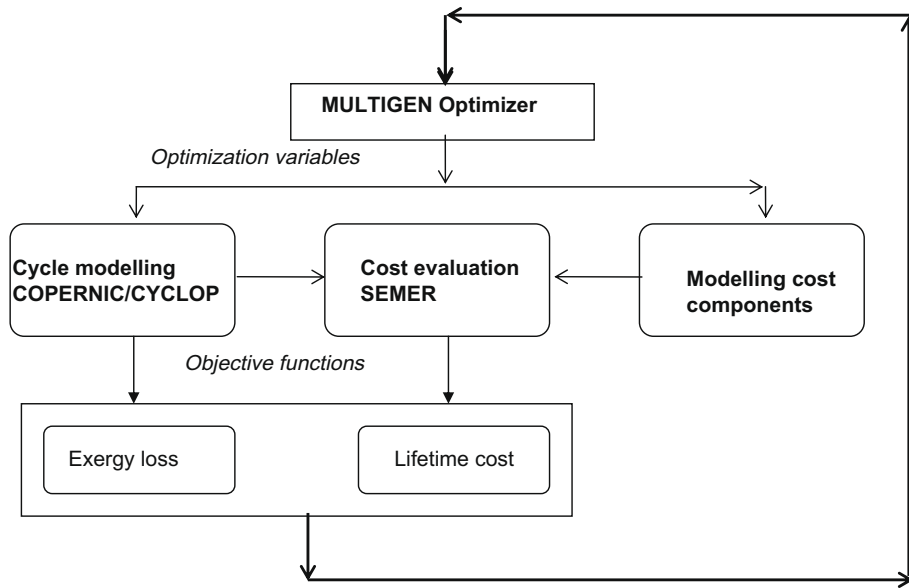 MULTIGEN Optimizer
Optimization variables
Cycle modelling
COPERNIC/CYCLOP
Cost evaluation
SEMER
Modelling cost
components
Objective functions
Exergy loss
Lifetime cost